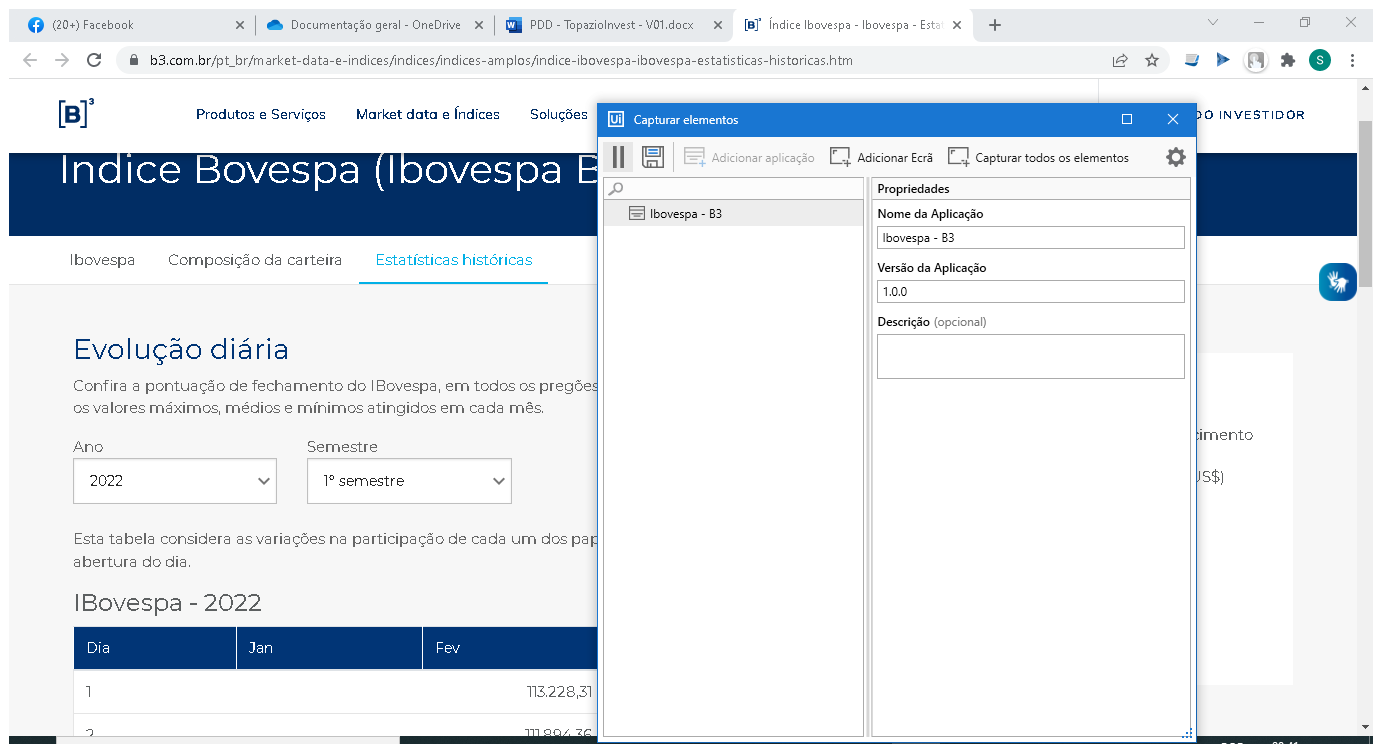 (20+) Facebook
Documentação geral - OneDrive
PDD - TopazioInvest - V01.docx
Índice Ibovespa - Ibovespa - Esta
b3.com.br/pt_br/market-data-e-indices/indices/indices-amplos/indice-ibovespa-ibovespa-estatisticas-historicas.htm
S
[B]³
Produtos e Serviços
Market data e Índices
Soluções
DO INVESTIDOR
Índice Bovespa (Ibovespa B
Ibovespa
Composição da carteira
Estatísticas históricas
Evolução diária
Confira a pontuação de fechamento do IBovespa, em todos os pregões
os valores máximos, médios e mínimos atingidos em cada mês.
Ano
Semestre
2022
1º semestre
Esta tabela considera as variações na participação de cada um dos pap
abertura do dia.
IBovespa - 2022
Dia
Jan
Fev
1
113.228,31
2
111.894,36
Ui
Capturar elementos
Adicionar aplicação
Adicionar Ecrã
Capturar todos os elementos
Ibovespa - B3
Propriedades
Nome da Aplicação
Ibovespa - B3
Versão da Aplicação
1.0.0
Descrição (opcional)
cimento
US$)